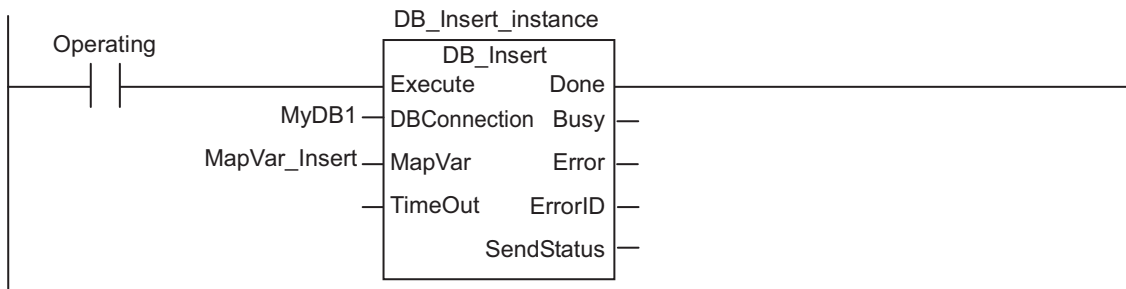 DB_Insert_instance
Operating
DB_Insert
Execute Done
MyDB1 DBConnection Busy
MapVar_Insert MapVar Error
TimeOut ErrorID
SendStatus